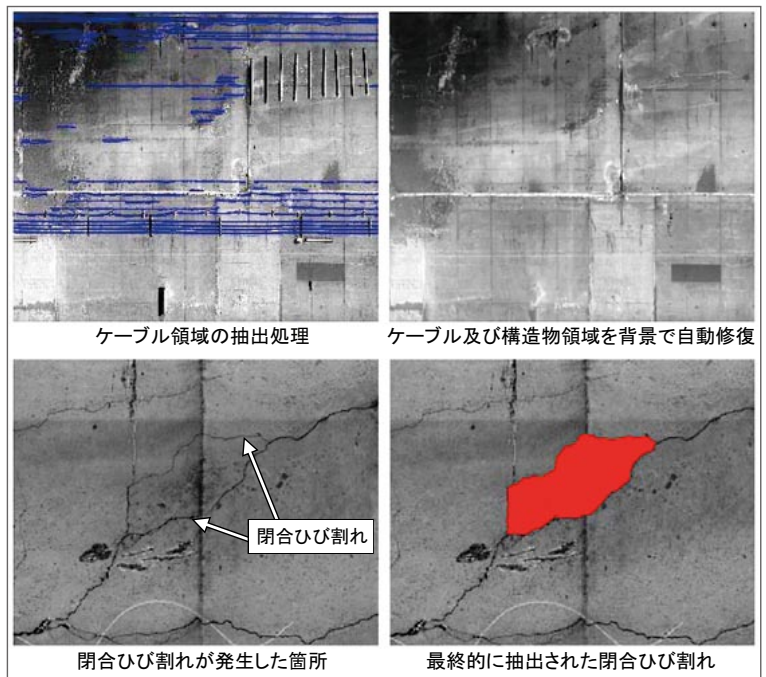 ケーブル領域の抽出処理
ケーブル及び構造物領域を背景で自動修復
閉合ひび割れ
閉合ひび割れが発生した箇所
最終的に抽出された閉合ひび割れ